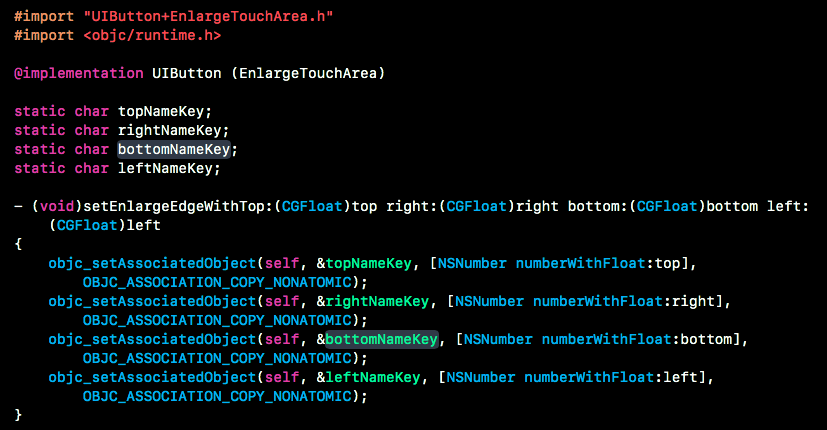 #import "UIButton+EnlargeTouchArea.h"
#import <objc/runtime.h>
@implementation UIButton (EnlargeTouchArea)
static char topNameKey;
static char rightNameKey;
static char bottomNameKey;
static char leftNameKey;
– (void)setEnlargeEdgeWithTop:(CGFloat)top right:(CGFloat)right bottom:(CGFloat)bottom left:
(CGFloat)left
{
objc_setAssociatedObject(self, &topNameKey, [NSNumber numberWithFloat:top],
OBJC_ASSOCIATION_COPY_NONATOMIC);
objc_setAssociatedObject(self, &rightNameKey, [NSNumber numberWithFloat:right],
OBJC_ASSOCIATION_COPY_NONATOMIC);
objc_setAssociatedObject(self, &bottomNameKey, [NSNumber numberWithFloat:bottom],
OBJC_ASSOCIATION_COPY_NONATOMIC);
objc_setAssociatedObject(self, &leftNameKey, [NSNumber numberWithFloat:left],
OBJC_ASSOCIATION_COPY_NONATOMIC);
}